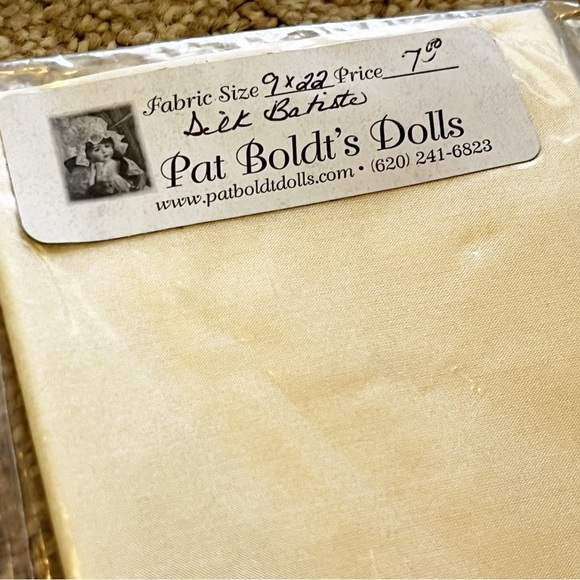 Fabric Size 9x22 Price 7.00
Silk Batiste
Pat Boldt's Dolls
www.patboldtdolls.com • (620) 241-6823